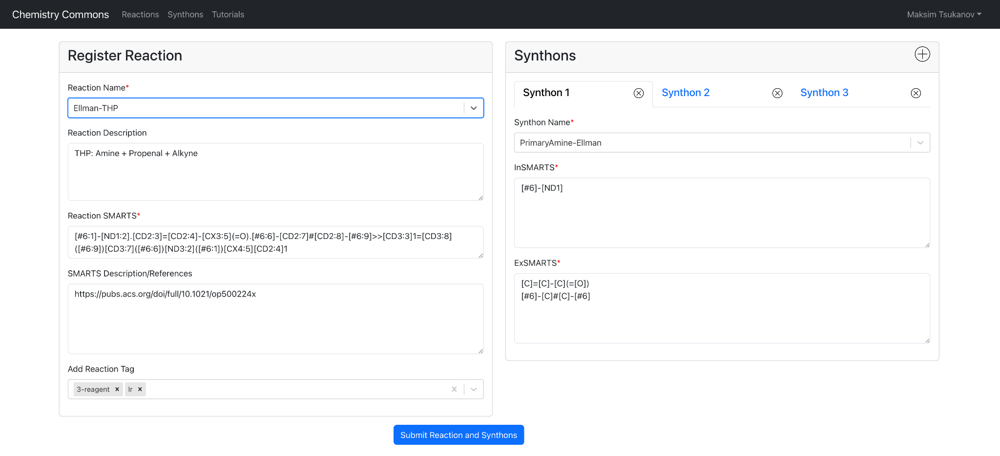 Chemistry Commons Reactions Synthons Tutorials Maksim Tsukanov
Register Reaction
Reaction Name*
Ellman-THP
Reaction Description
THP: Amine + Propenal + Alkyne
Reaction SMARTS*
[#6:1]-[ND1:2].[CD2:3]=[CD2:4]-[CX3:5](=O).[#6:6]-[CD2:7]#[CD2:8]-[#6:9]>>[CD3:3]1=[CD3:8]
([#6:9])[CD3:7]([#6:6])[ND3:2]([#6:1])[CX4:5][CD2:4]1
SMARTS Description/References
https://pubs.acs.org/doi/full/10.1021/op500224x
Add Reaction Tag
3-reagent Ir
Synthons
Synthon 1 Synthon 2 Synthon 3
Synthon Name*
PrimaryAmine-Ellman
InSMARTS*
[#6]-[ND1]
ExSMARTS*
[C]=[C]-[C](=[O])
[#6]-[C]#[C]-[#6]
Submit Reaction and Synthons